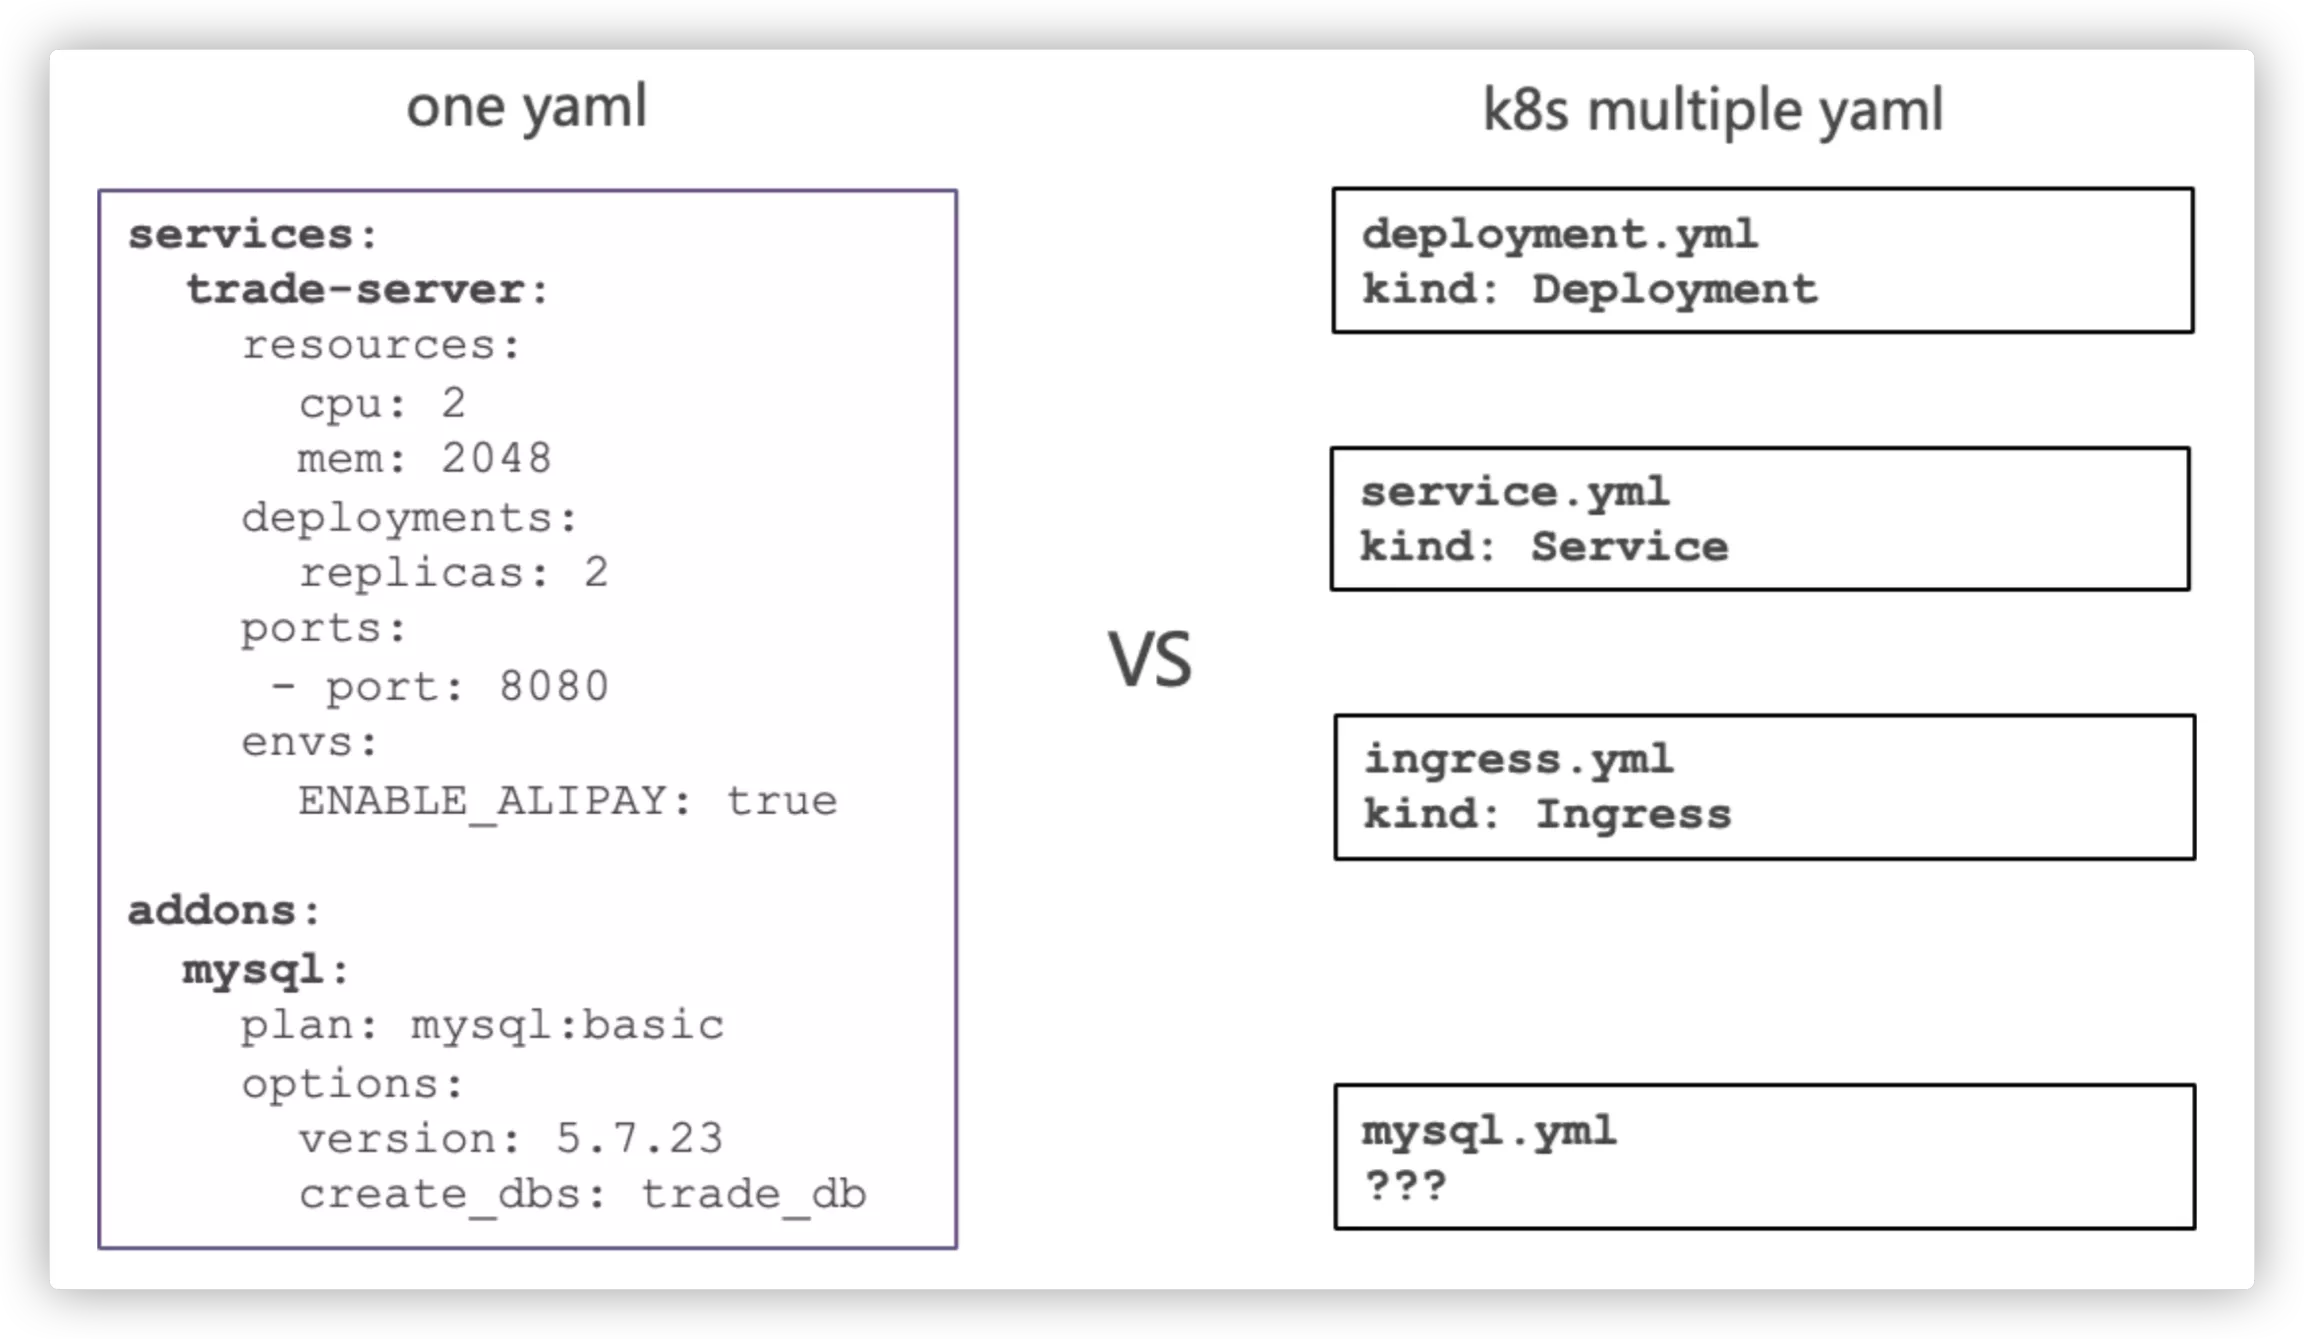 one yaml
services:
  trade-server:
    resources:
      cpu: 2
      mem: 2048
    deployments:
      replicas: 2
    ports:
     - port: 8080
    envs:
      ENABLE_ALIPAY: true
addons:
  mysql:
    plan: mysql:basic
    options:
      version: 5.7.23
      create_dbs: trade_db
VS
k8s multiple yaml
deployment.yml
kind: Deployment
service.yml
kind: Service
ingress.yml
kind: Ingress
mysql.yml
???